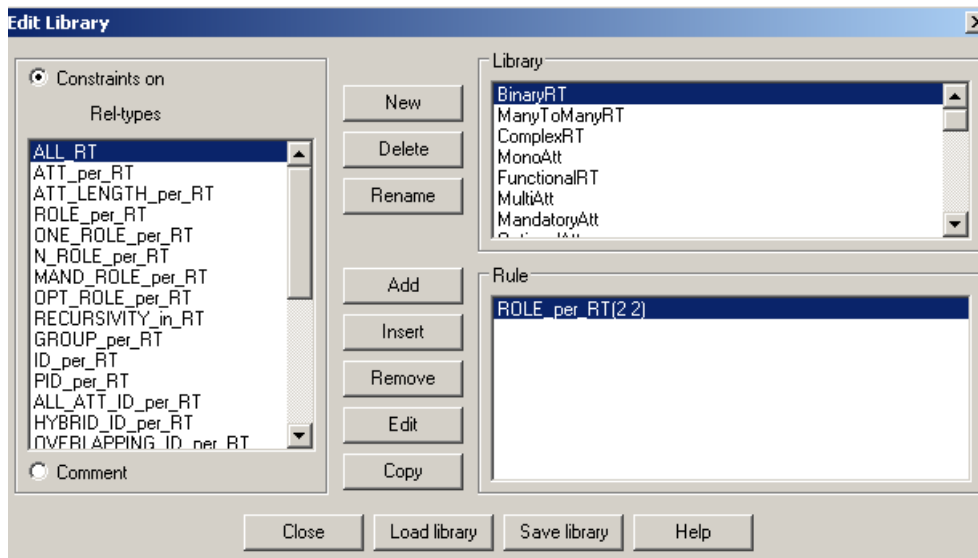 Edit Library
Constraints on
Rel-types
ALL_RT
ATT_per_RT
ATT_LENGTH_per_RT
ROLE_per_RT
ONE_ROLE_per_RT
N_ROLE_per_RT
MAND_ROLE_per_RT
OPT_ROLE_per_RT
RECURSIVITY_in_RT
GROUP_per_RT
ID_per_RT
PID_per_RT
ALL_ATT_ID_per_RT
HYBRID_ID_per_RT
OVERLAPPING_ID_per_RT
Comment
New
Delete
Rename
Add
Insert
Remove
Edit
Copy
Library
BinaryRT
ManyToManyRT
ComplexRT
MonoAtt
FunctionalRT
MultiAtt
MandatoryAtt
Rule
ROLE_per_RT(2 2)
Close
Load library
Save library
Help